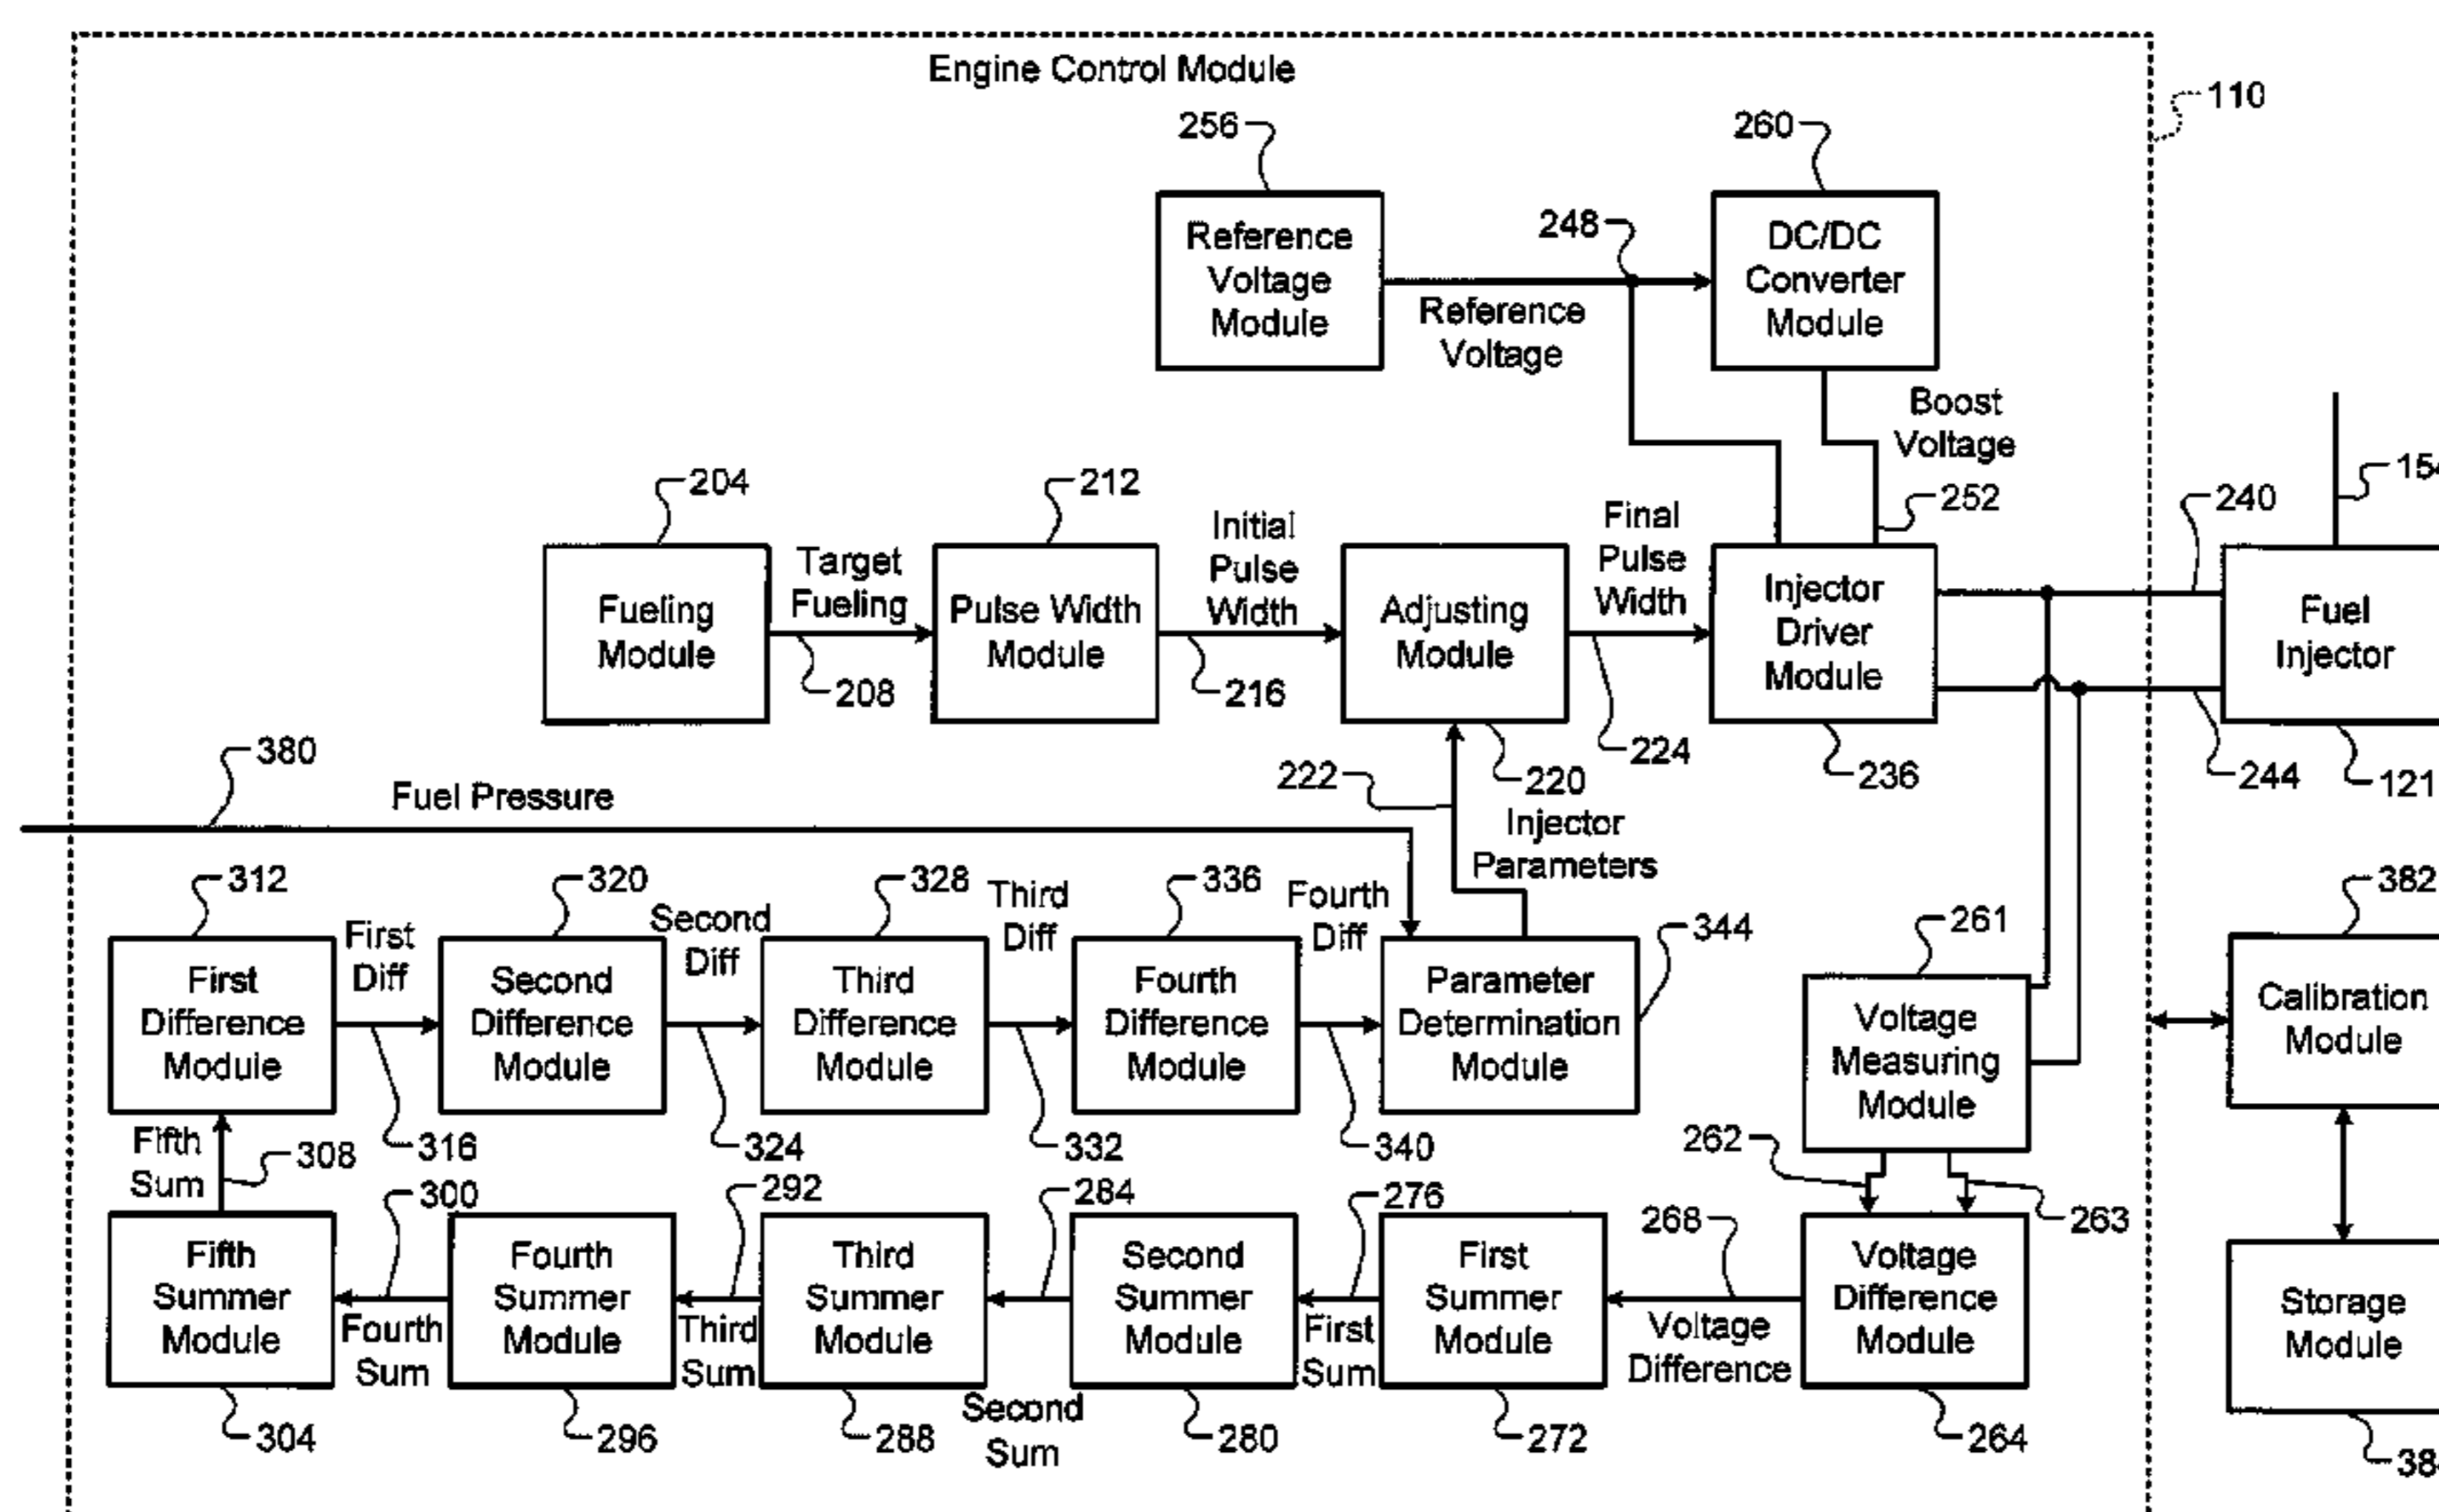 Engine Control Module
110
256
260
Reference
Voltage
Module
248
DC/DC
Converter
Module
Reference
Voltage
Boost
Voltage
204
212
252
240
Fueling
Module
Target
Fueling
208
Pulse Width
Module
Initial
Pulse
Width
216
Adjusting
Module
Final
Pulse
Width
224
Injector
Driver
Module
Fuel
Injector
380
Fuel Pressure
222
220
236
244
121
Injector
Parameters
312
320
328
336
344
261
382
First
Difference
Module
First
Diff
316
Second
Difference
Module
Second
Diff
324
Third
Difference
Module
Third
Diff
332
Fourth
Difference
Module
Fourth
Diff
340
Parameter
Determination
Module
Voltage
Measuring
Module
Calibration
Module
Fifth
Sum
308
300
292
284
276
268
262
263
Fifth
Summer
Module
Fourth
Sum
Fourth
Summer
Module
Third
Sum
Third
Summer
Module
Second
Sum
Second
Summer
Module
First
Sum
First
Summer
Module
Voltage
Difference
Voltage
Difference
Module
Storage
Module
304
296
288
280
272
264